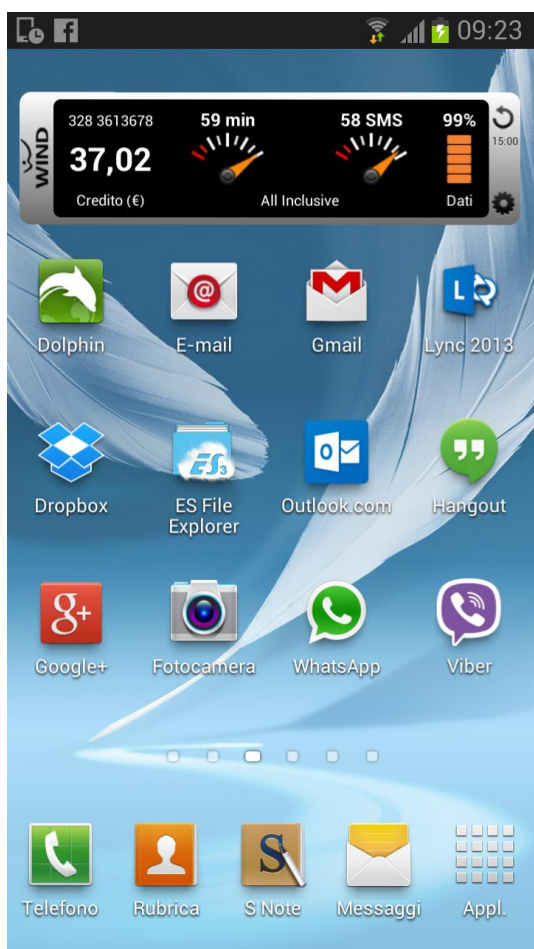 09:23
WIND
328 3613678
59 min
58 SMS
99%
37,02
15:00
Credito (€)
All Inclusive
Dati
Dolphin
E-mail
Gmail
L
Lync 2013
Dropbox
ES File
Explorer
ES3
Outlook.com
Hangout
g+
Google+
Fotocamera
WhatsApp
Viber
Telefono
Rubrica
S
S Note
Messaggi
Appl.